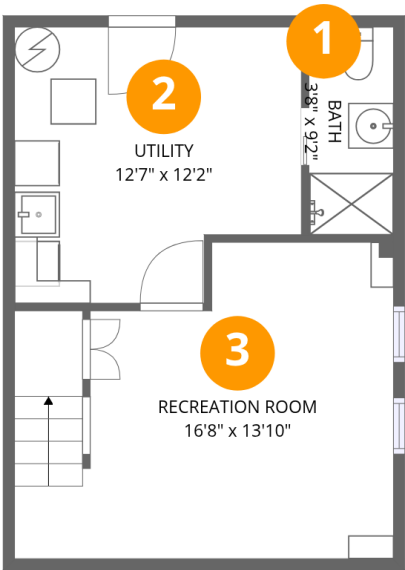 1
BATH
3'8" x 9'2"
2
UTILITY
12'7" x 12'2"
3
RECREATION ROOM
16'8" x 13'10"